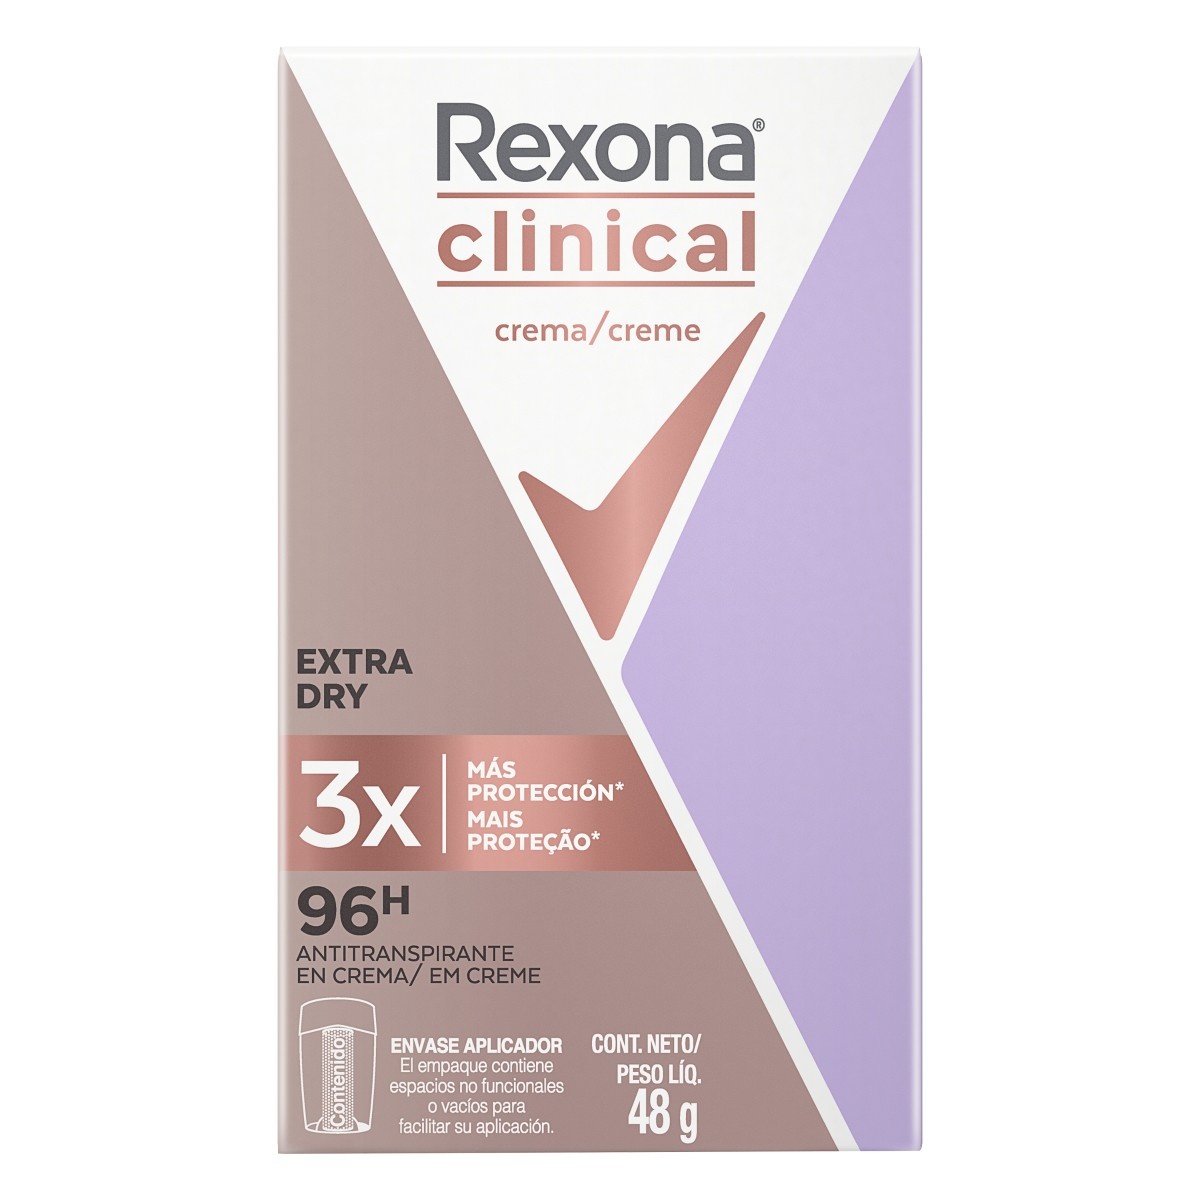 Rexona®
clinical
crema/creme
EXTRA
DRY
3x
MÁS
PROTECCIÓN*
MAIS
PROTEÇÃO*
96H
ANTITRANSPIRANTE
EN CREMA/ EM CREME
Contenido
ENVASE APLICADOR
El empaque contiene
espacios no funcionales
o vacíos para
facilitar su aplicación.
CONT. NETO/
PESO LÍQ.
48 g